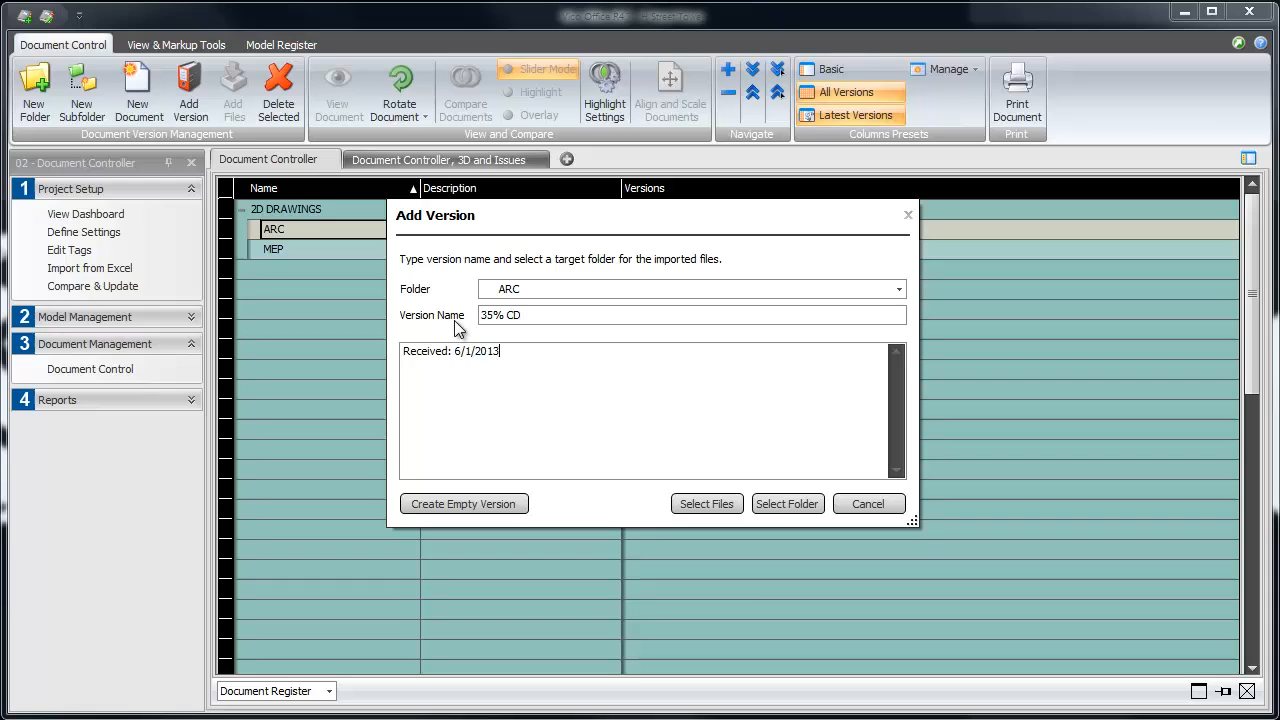 Vico Office R4
Document Control
View & Markup Tools
Model Register
New Folder
New Subfolder
New Document
Add Version
Add Files
Delete Selected
Document Version Management
View Document
Rotate Document
Compare Documents
Slider Mode
Highlight
Overlay
Highlight Settings
Align and Scale Documents
View and Compare
Navigate
Basic
Manage
All Versions
Latest Versions
Columns Presets
Print Document
Print
02 - Document Controller
Document Controller
Document Controller, 3D and Issues
1 Project Setup
View Dashboard
Define Settings
Edit Tags
Import from Excel
Compare & Update
2 Model Management
3 Document Management
Document Control
4 Reports
Name
Description
Versions
2D DRAWINGS
ARC
MEP
Add Version
Type version name and select a target folder for the imported files.
Folder ARC
Version Name 35% CD
Received: 6/1/2013
Create Empty Version
Select Files
Select Folder
Cancel
Document Register